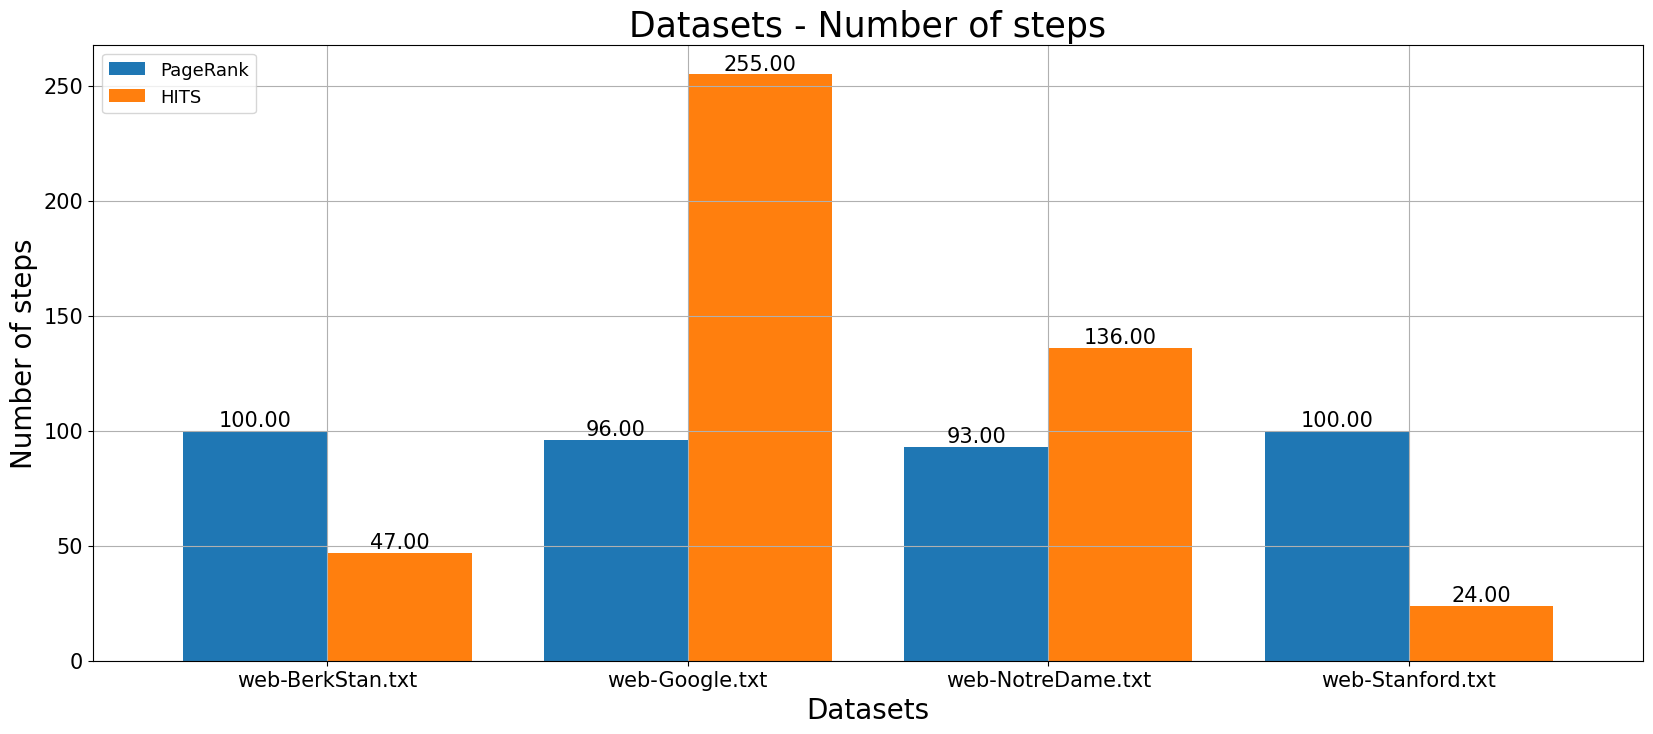 Datasets - Number of steps
PageRank
HITS
Number of steps
250
200
150
100
50
0
100.00
47.00
96.00
255.00
93.00
136.00
100.00
24.00
web-BerkStan.txt
web-Google.txt
web-NotreDame.txt
web-Stanford.txt
Datasets